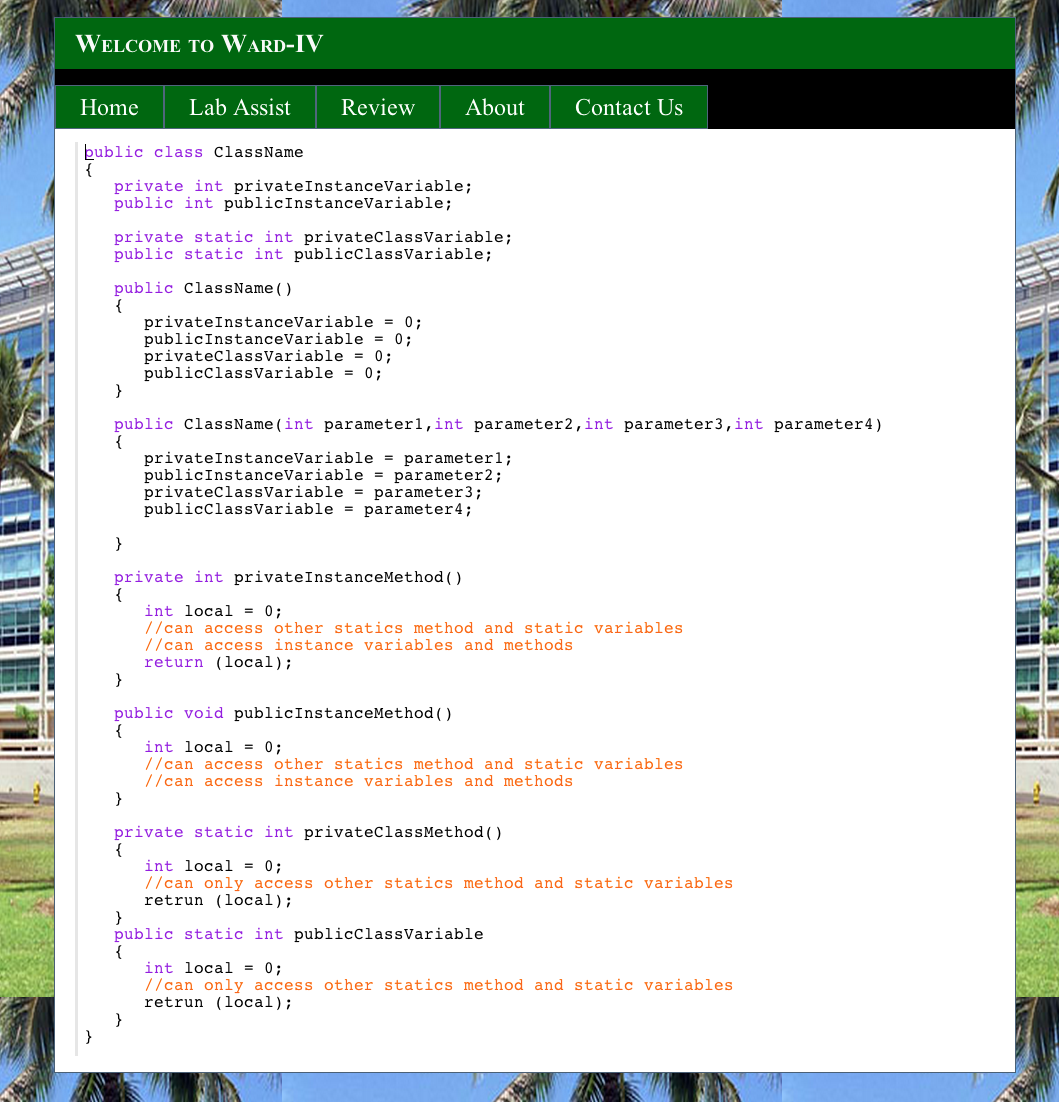 Welcome to Ward-IV
Home Lab Assist Review About Contact Us
public class ClassName
{
   private int privateInstanceVariable;
   public int publicInstanceVariable;

   private static int privateClassVariable;
   public static int publicClassVariable;

   public ClassName()
   {
      privateInstanceVariable = 0;
      publicInstanceVariable = 0;
      privateClassVariable = 0;
      publicClassVariable = 0;
   }

   public ClassName(int parameter1,int parameter2,int parameter3,int parameter4)
   {
      privateInstanceVariable = parameter1;
      publicInstanceVariable = parameter2;
      privateClassVariable = parameter3;
      publicClassVariable = parameter4;

   }

   private int privateInstanceMethod()
   {
      int local = 0;
      //can access other statics method and static variables
      //can access instance variables and methods
      return (local);
   }

   public void publicInstanceMethod()
   {
      int local = 0;
      //can access other statics method and static variables
      //can access instance variables and methods
   }

   private static int privateClassMethod()
   {
      int local = 0;
      //can only access other statics method and static variables
      retrun (local);
   }
   public static int publicClassVariable
   {
      int local = 0;
      //can only access other statics method and static variables
      retrun (local);
   }
}